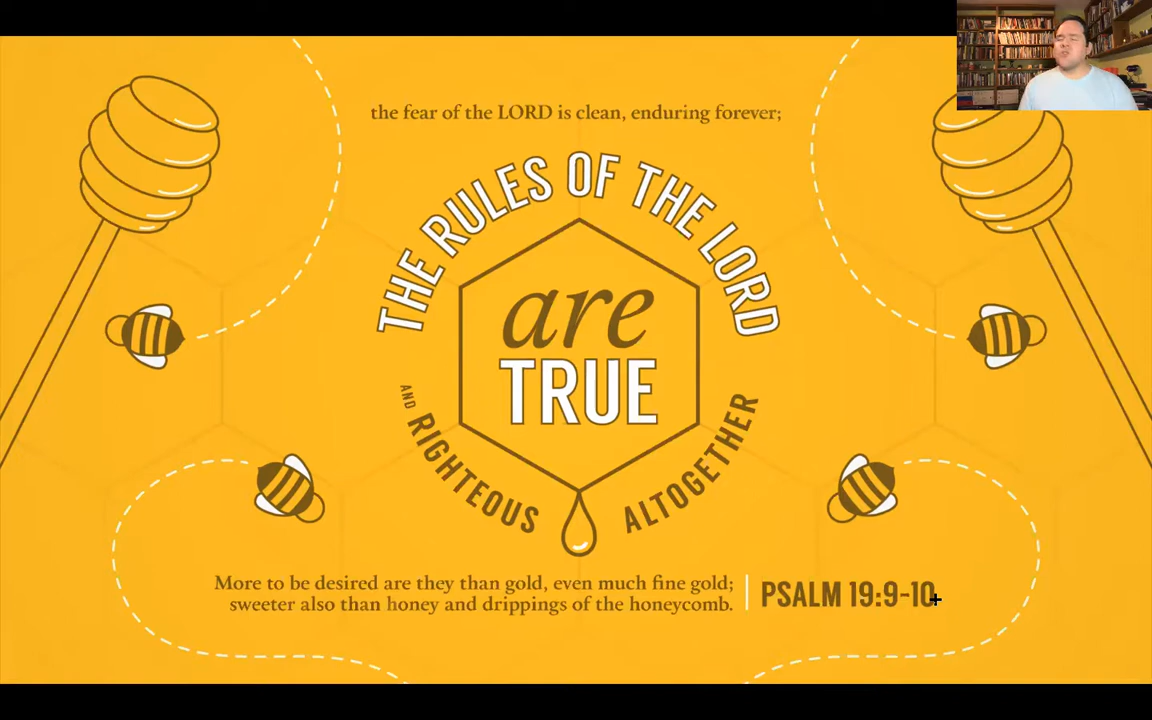 the fear of the LORD is clean, enduring forever;
THE RULES OF THE LORD
are
TRUE
AND RIGHTEOUS ALTOGETHER
More to be desired are they than gold, even much fine gold;
sweeter also than honey and drippings of the honeycomb.
PSALM 19:9-10